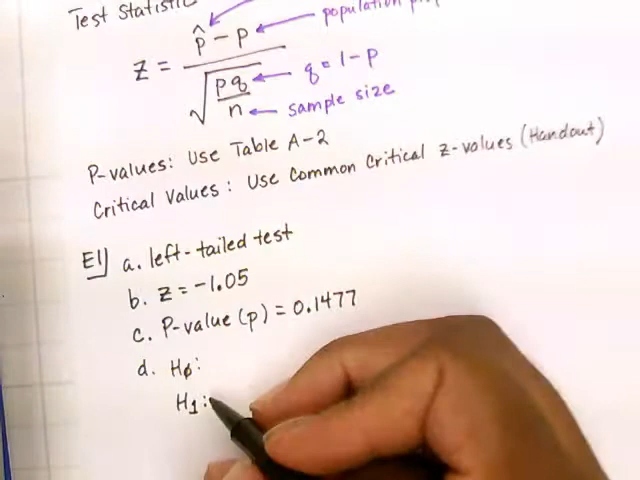 Test Statistic
population
p̂ - p
Z =
√(pq/n)
q = 1 - p
sample size
P-values: Use Table A-2
Critical Values: Use Common Critical Z-values (Handout)
E1 a. left-tailed test
b. Z = -1.05
c. P-value (p) = 0.1477
d. H0:
H1: